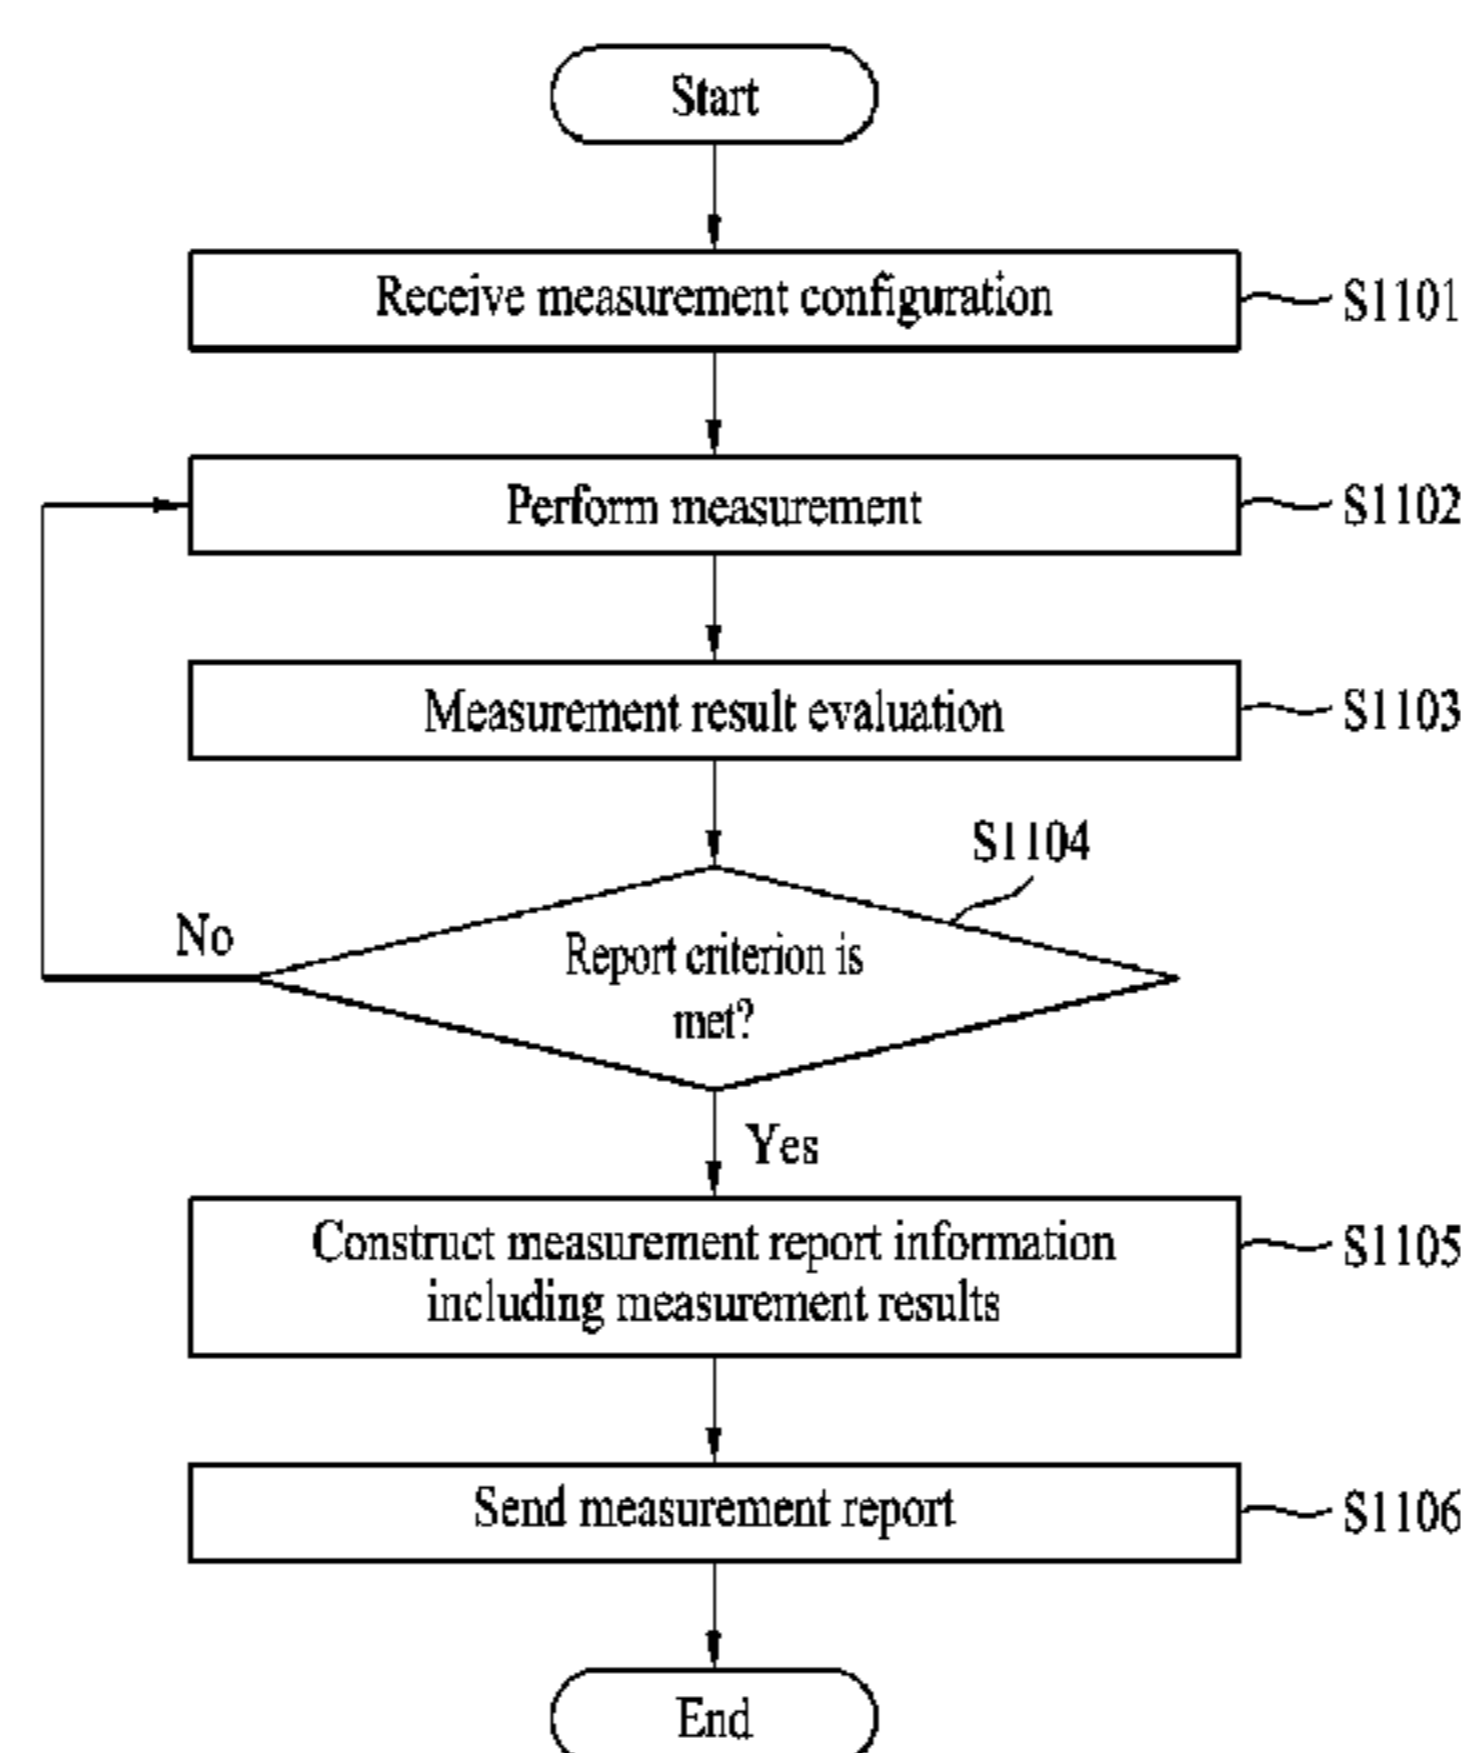 Start
Receive measurement configuration
S1101
Perform measurement
S1102
Measurement result evaluation
S1103
S1104
No
Report criterion is
met?
Yes
Construct measurement report information
including measurement results
S1105
Send measurement report
S1106
End